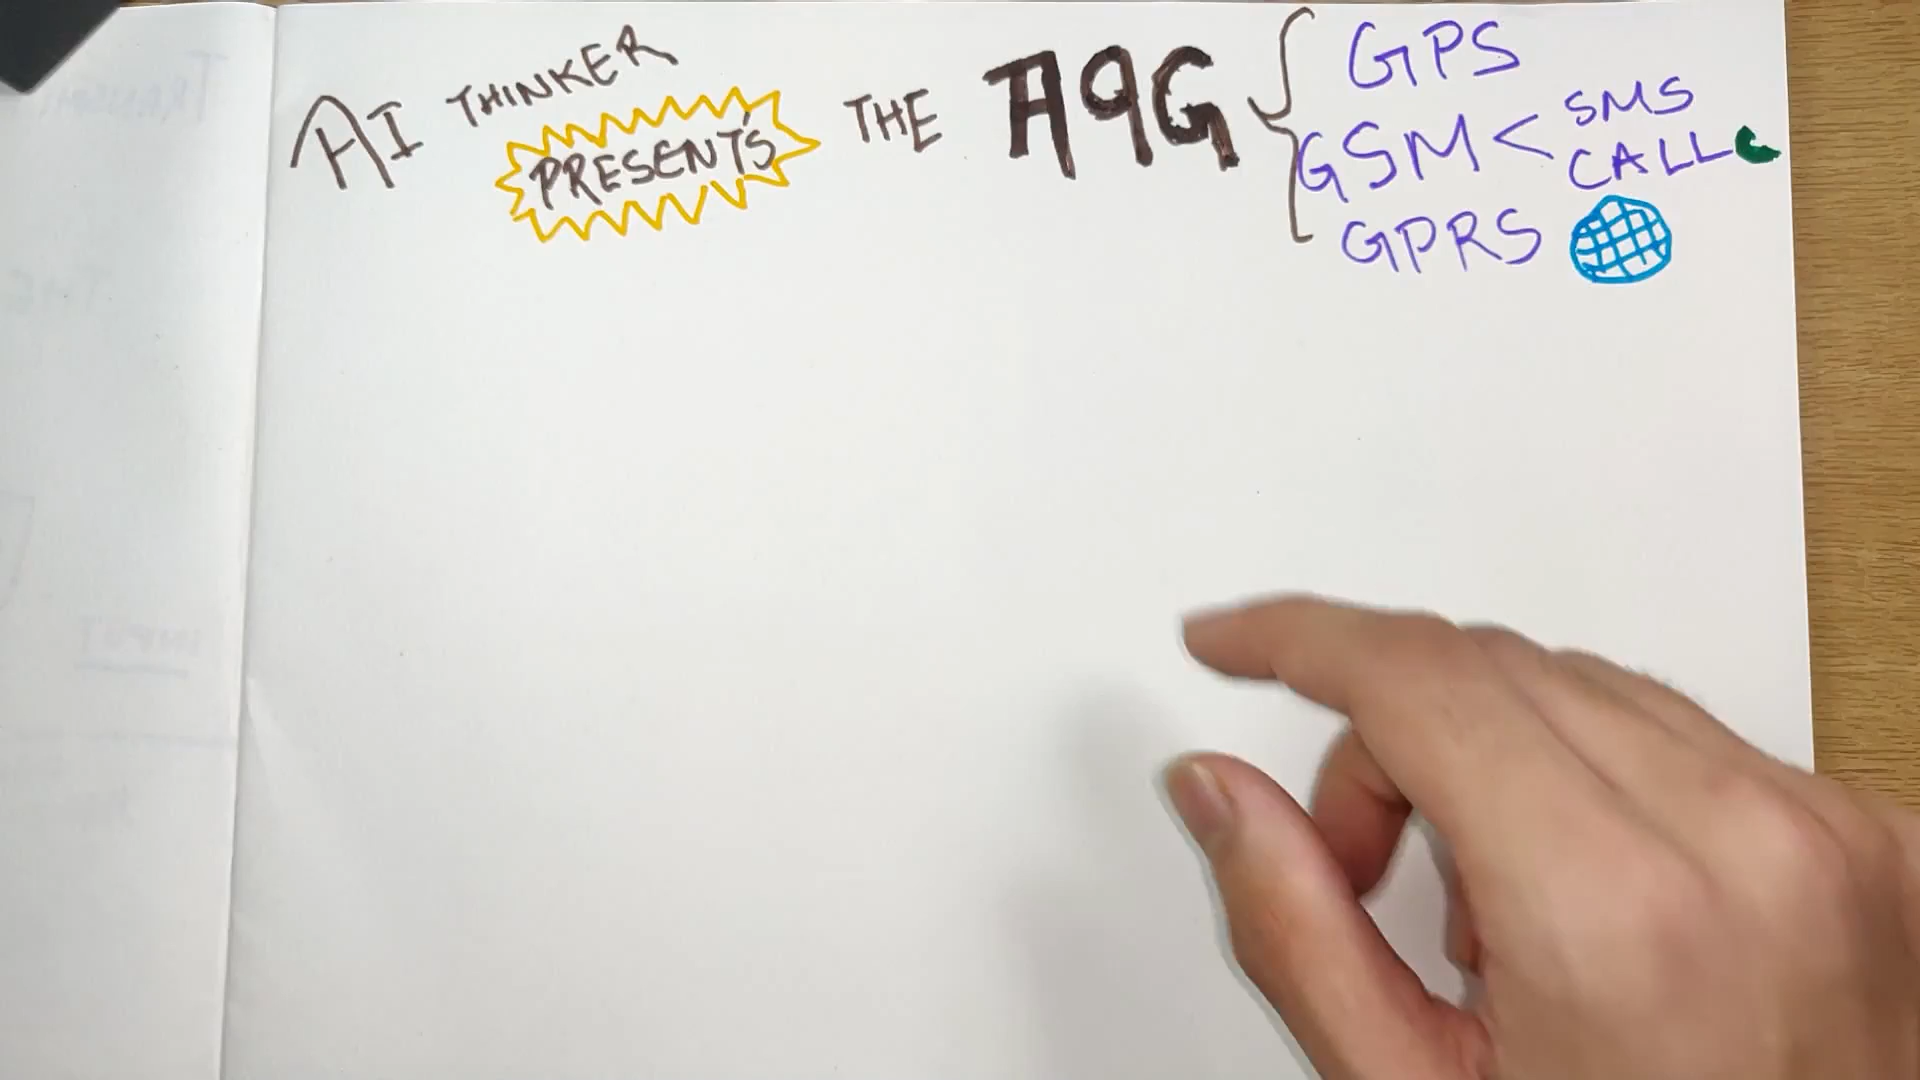 AI THINKER
PRESENTS
THE A9G
GPS
GSM < SMS
CALL
GPRS